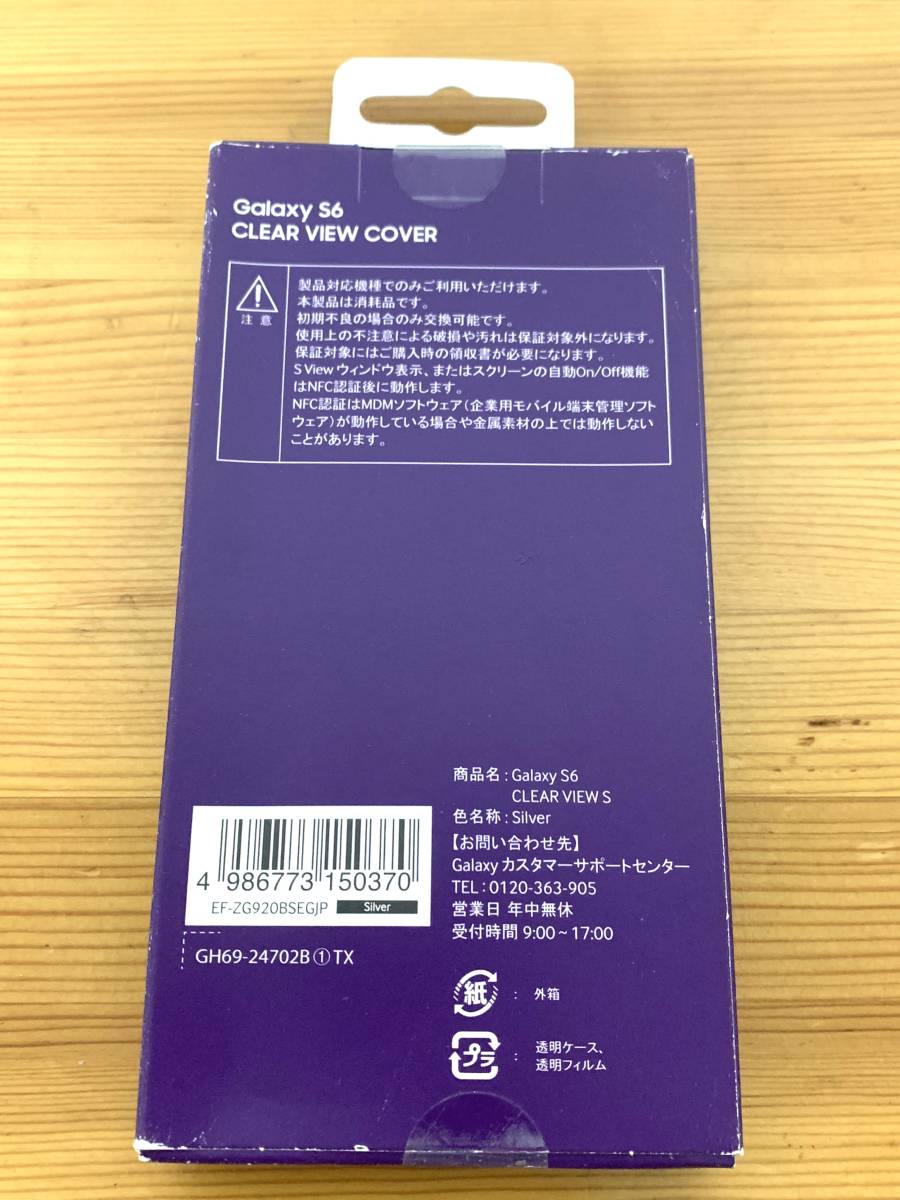 Galaxy S6
CLEAR VIEW COVER
注 意
製品対応機種でのみご利用いただけます。
本製品は消耗品です。
初期不良の場合のみ交換可能です。
使用上の不注意による破損や汚れは保証対象外になります。
保証対象にはご購入時の領収書が必要になります。
S View ウィンドウ表示、またはスクリーンの自動On/Off機能
はNFC認証後に動作します。
NFC認証はMDMソフトウェア（企業用モバイル端末管理ソフト
ウェア）が動作している場合や金属素材の上では動作しない
ことがあります。
商品名 : Galaxy S6
CLEAR VIEW S
色名称 : Silver
【お問い合わせ先】
Galaxy カスタマーサポートセンター
TEL : 0120-363-905
営業日 年中無休
受付時間 9:00 ~ 17:00
4 986773 150370
EF-ZG920BSEGJP Silver
GH69-24702B ① TX
紙 : 外箱
プラ : 透明ケース、
透明フィルム